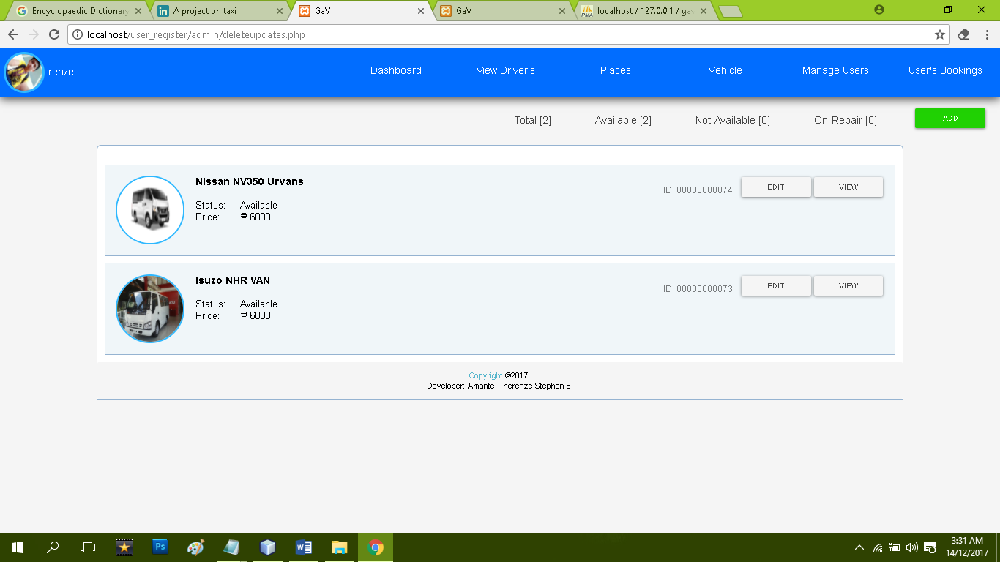 Encyclopaedic Dictionary
A project on taxi
GaV
GaV
localhost / 127.0.0.1 / gav
localhost/user_register/admin/deleteupdates.php
renze
Dashboard
View Driver's
Places
Vehicle
Manage Users
User's Bookings
Total [2]
Available [2]
Not-Available [0]
On-Repair [0]
ADD
Nissan NV350 Urvans
ID: 00000000074
EDIT
VIEW
Status: Available
Price: ₱ 6000
Isuzo NHR VAN
ID: 00000000073
EDIT
VIEW
Status: Available
Price: ₱ 6000
Copyright ©2017
Developer: Amante, Therenze Stephen E.
3:31 AM
14/12/2017